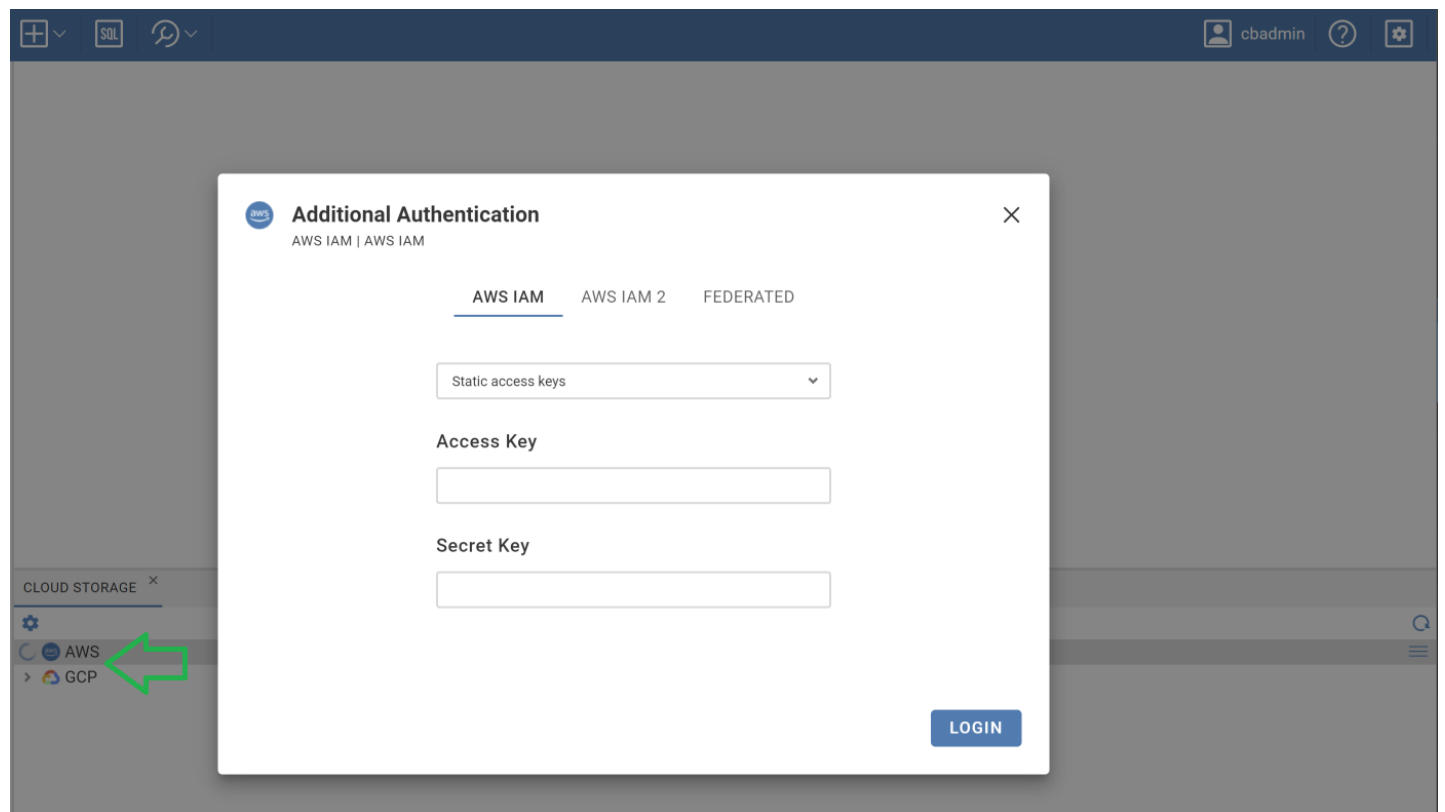 SQL
cbadmin
aws
Additional Authentication
AWS IAM | AWS IAM
AWS IAM AWS IAM 2 FEDERATED
Static access keys
Access Key
Secret Key
CLOUD STORAGE
AWS
GCP
LOGIN